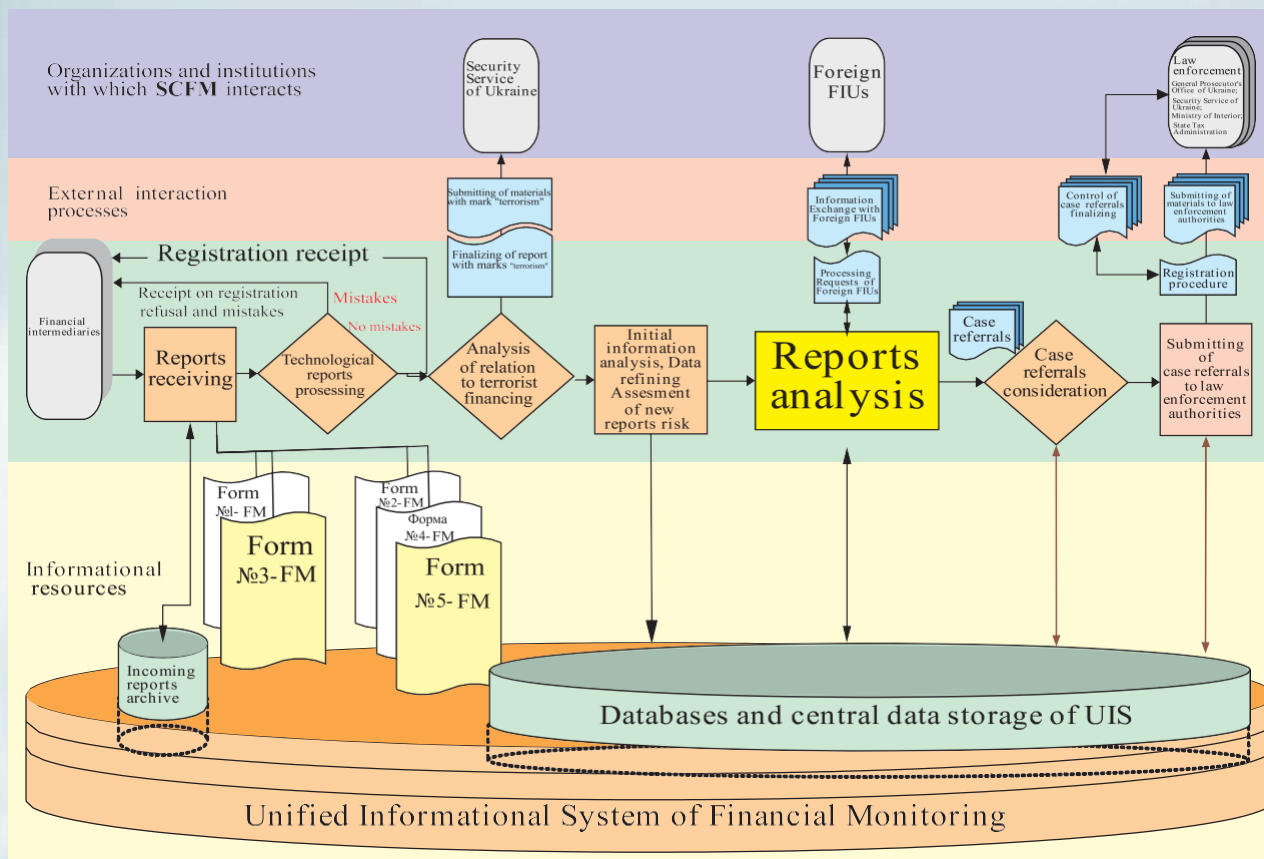 Organizations and institutions
with which SCFM interacts
Security
Service
of Ukraine
Foreign
FIUs
Law
enforcement
General Prosecutor's
Office of Ukraine;
Security Service of
Ukraine;
Ministry of Interior;
State Tax
Administration
External interaction
processes
Submitting of materials
with mark "terrorism"
Finalizing of report
with marks "terrorism"
Information
Exchange with
Foreign FIUs
Processing
Requests of
Foreign FIUs
Control of
case referrals
finalizing
Submitting of
materials to law
enforcement
authorities
Registration
procedure
Registration receipt
Receipt on registration
refusal and mistakes
Mistakes
No mistakes
Financial
intermediaries
Reports
receiving
Technological
reports
prosessing
Analysis
of relation
to terrorist
financing
Initial
information
analysis, Data
refining
Assesment
of new
reports risk
Reports
analysis
Case
referrals
Case
referrals
consideration
Submitting
of
case referrals
to law
enforcement
authorities
Informational
resources
Form
№1- FM
Form
№3-FM
Form
№2-FM
Форма
№4-FM
Form
№5- FM
Incoming
reports
archive
Databases and central data storage of UIS
Unified Informational System of Financial Monitoring